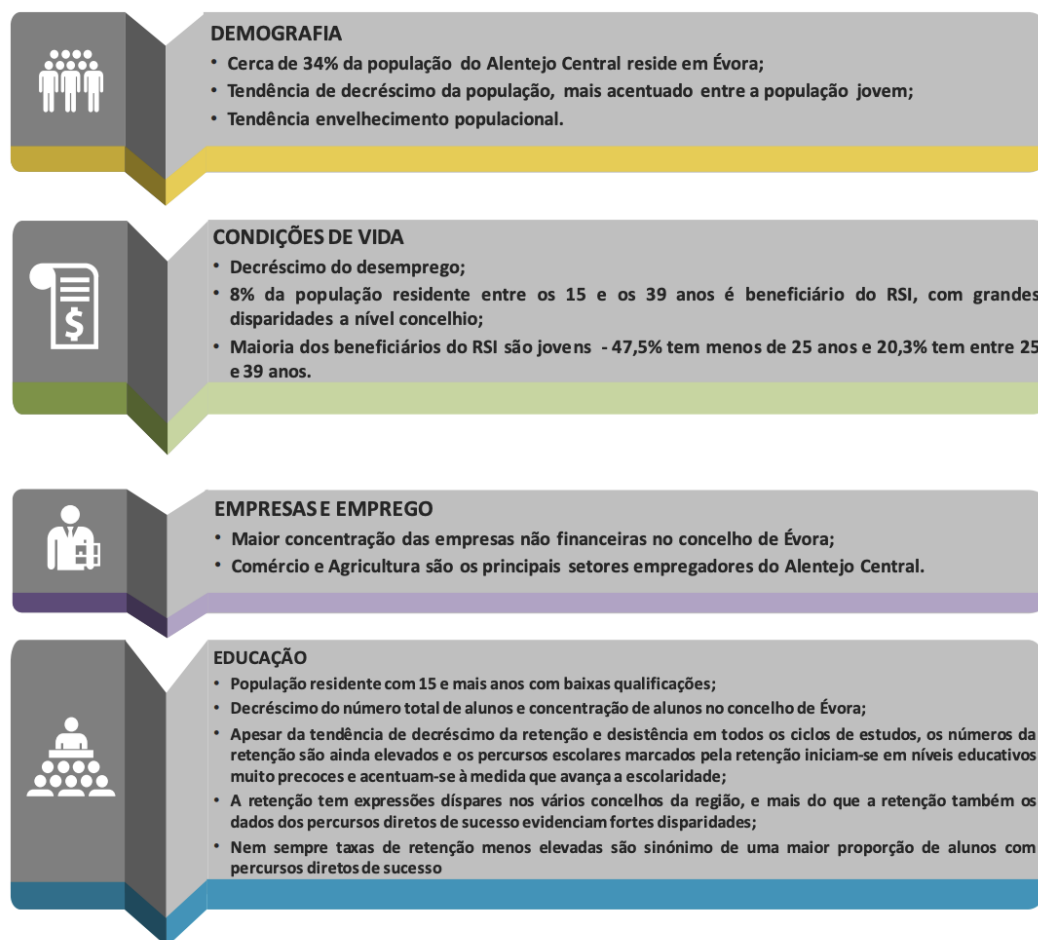 DEMOGRAFIA
• Cerca de 34% da população do Alentejo Central reside em Évora;
• Tendência de decréscimo da população, mais acentuado entre a população jovem;
• Tendência envelhecimento populacional.
CONDIÇÕES DE VIDA
• Decréscimo do desemprego;
• 8% da população residente entre os 15 e os 39 anos é beneficiário do RSI, com grandes
disparidades a nível concelhio;
• Maioria dos beneficiários do RSI são jovens - 47,5% tem menos de 25 anos e 20,3% tem entre 25
e 39 anos.
$
EMPRESAS E EMPREGO
• Maior concentração das empresas não financeiras no concelho de Évora;
• Comércio e Agricultura são os principais setores empregadores do Alentejo Central.
EDUCAÇÃO
• População residente com 15 e mais anos com baixas qualificações;
• Decréscimo do número total de alunos e concentração de alunos no concelho de Évora;
• Apesar da tendência de decréscimo da retenção e desistência em todos os ciclos de estudos, os números da
retenção são ainda elevados e os percursos escolares marcados pela retenção iniciam-se em níveis educativos
muito precoces e acentuam-se à medida que avança a escolaridade;
• A retenção tem expressões díspares nos vários concelhos da região, e mais do que a retenção também os
dados dos percursos diretos de sucesso evidenciam fortes disparidades;
• Nem sempre taxas de retenção menos elevadas são sinónimo de uma maior proporção de alunos com
percursos diretos de sucesso